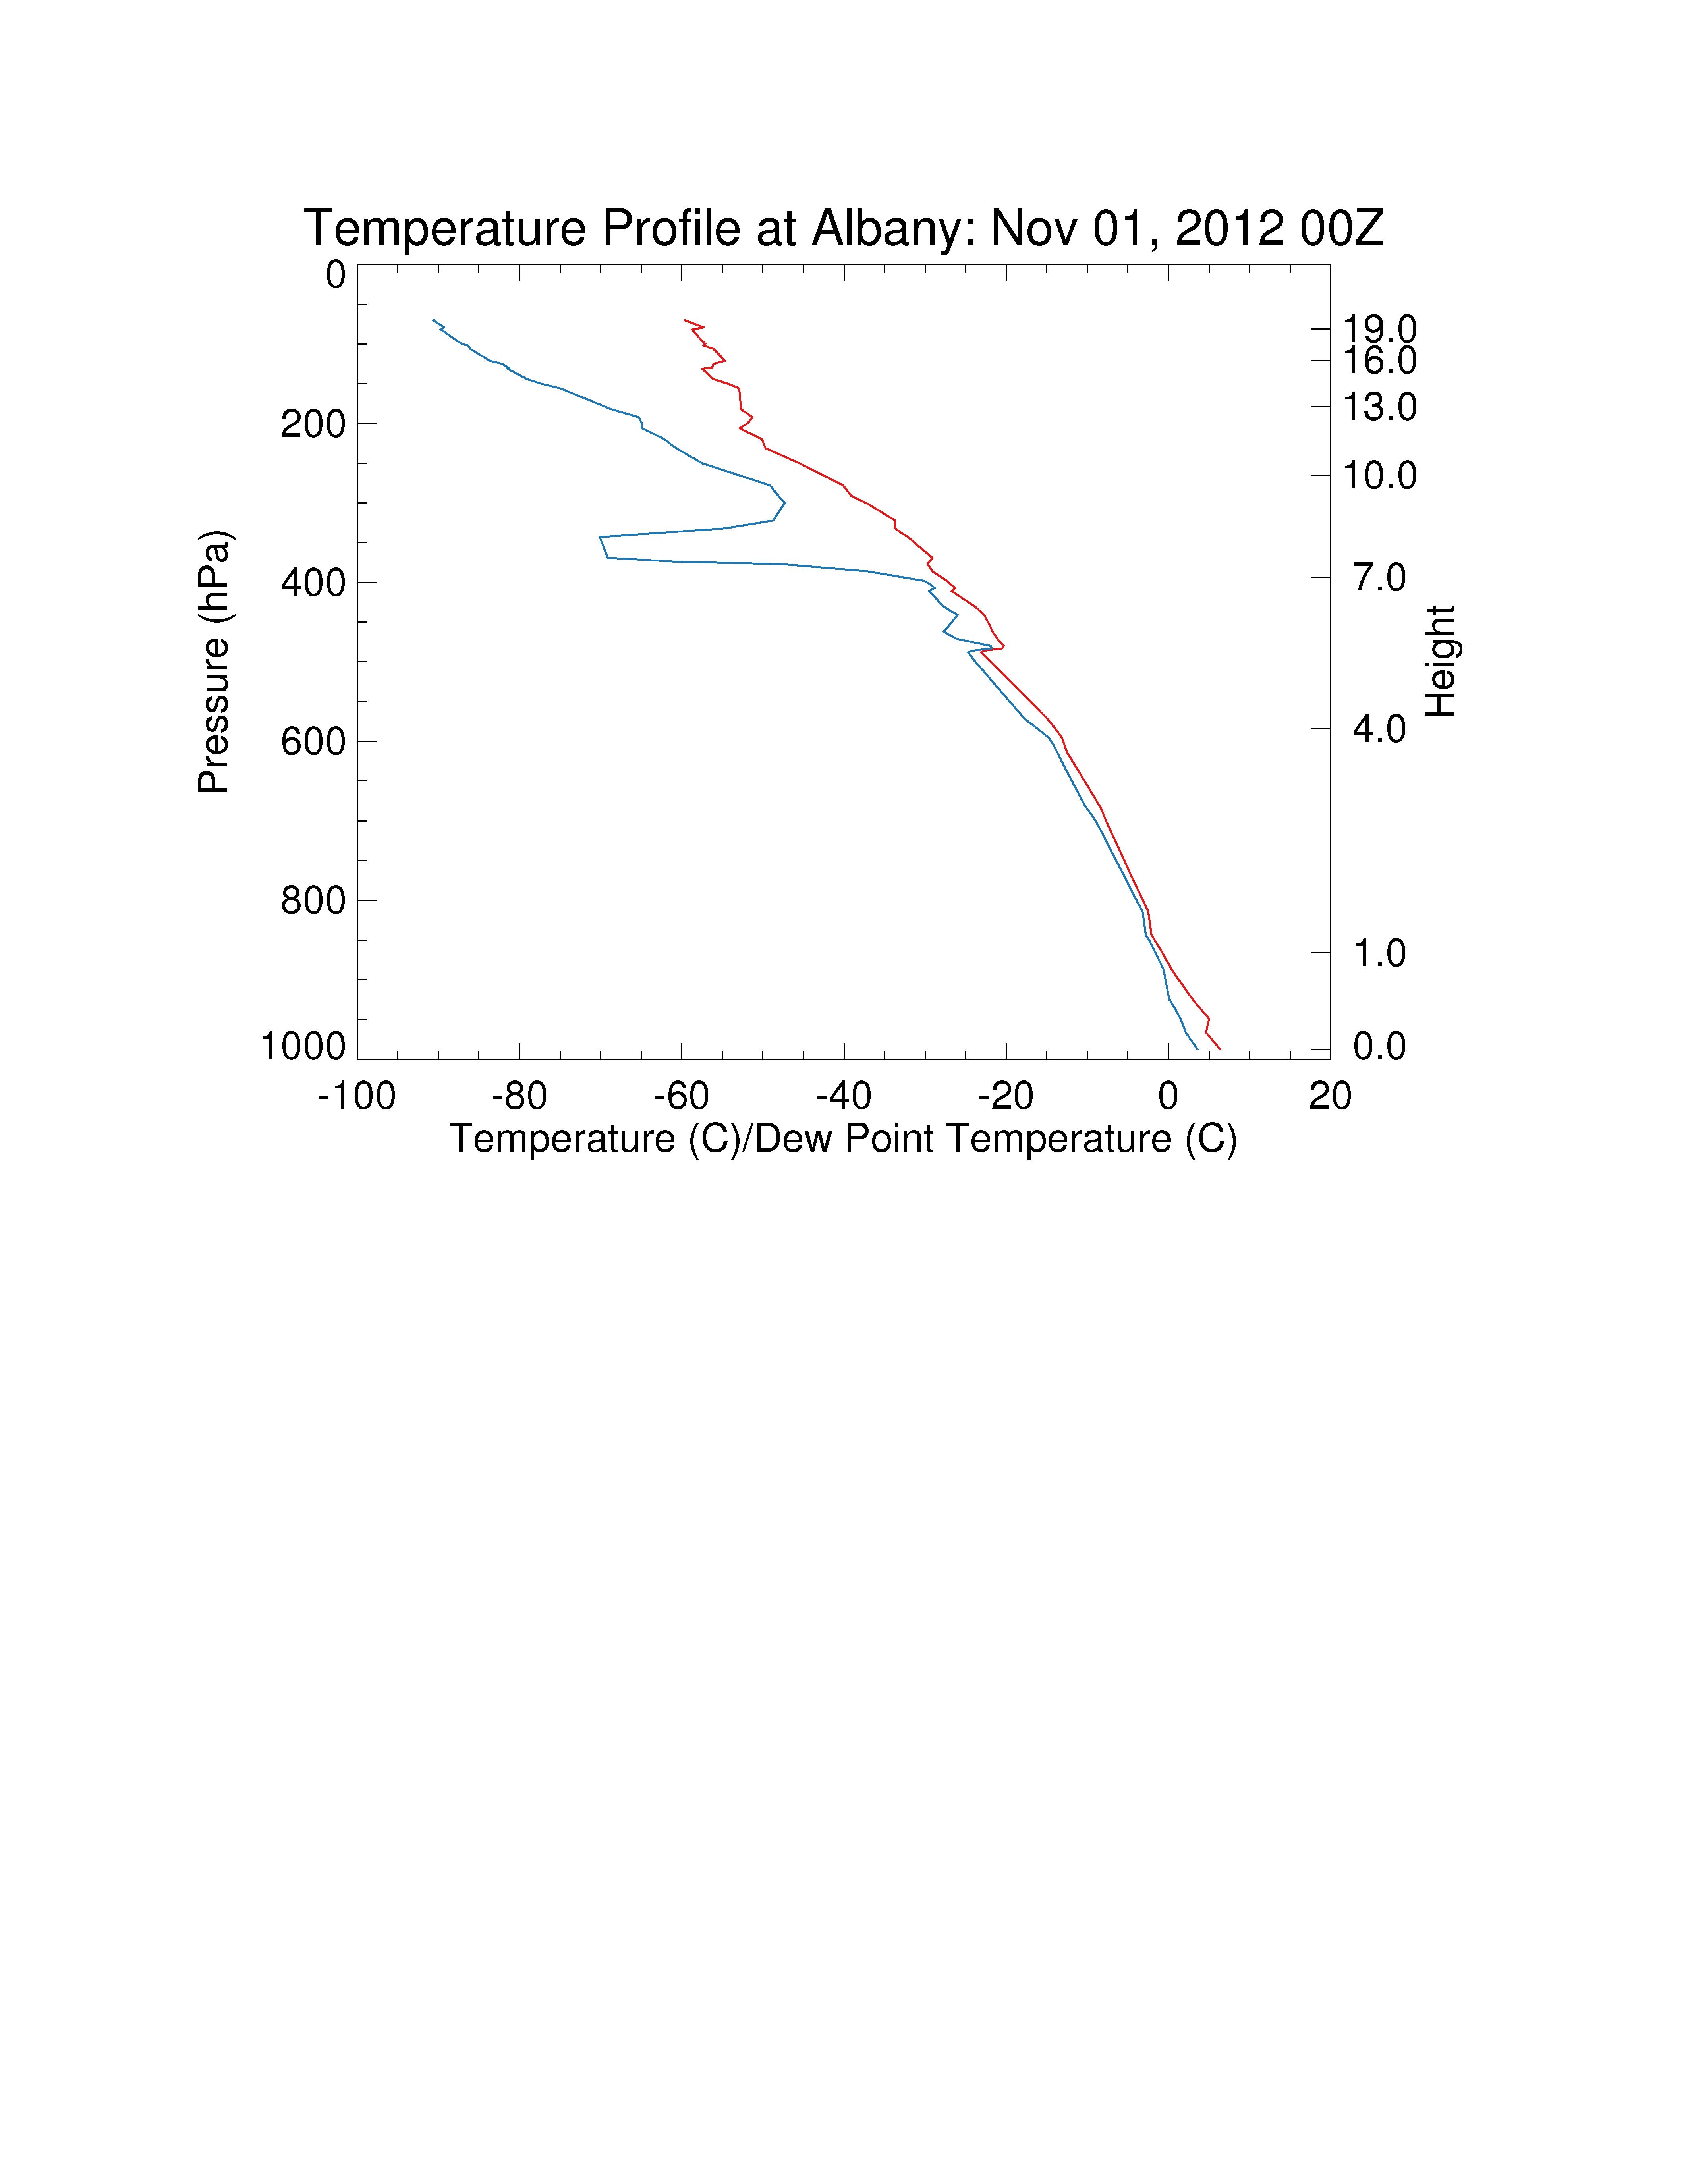 Temperature Profile at Albany: Nov 01, 2012 00Z
0
200
400
600
800
1000
Pressure (hPa)
19.0
16.0
13.0
10.0
7.0
4.0
1.0
0.0
Height
-100 -80 -60 -40 -20 0 20
Temperature (C)/Dew Point Temperature (C)